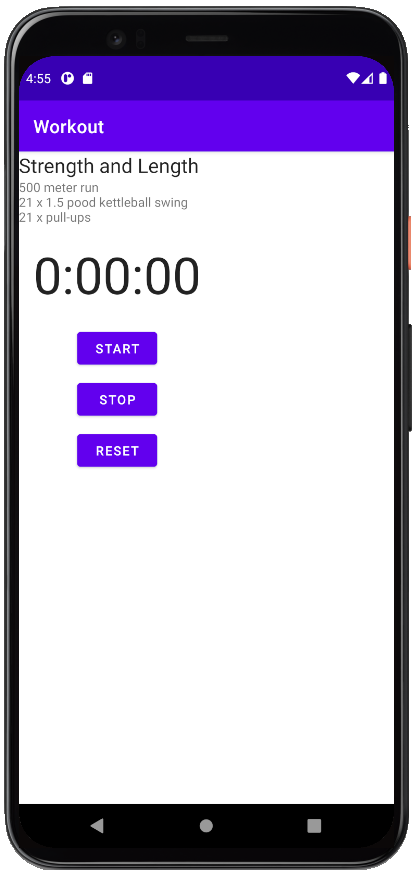 4:55
Workout
Strength and Length
500 meter run
21 x 1.5 pood kettleball swing
21 x pull-ups
0:00:00
START
STOP
RESET